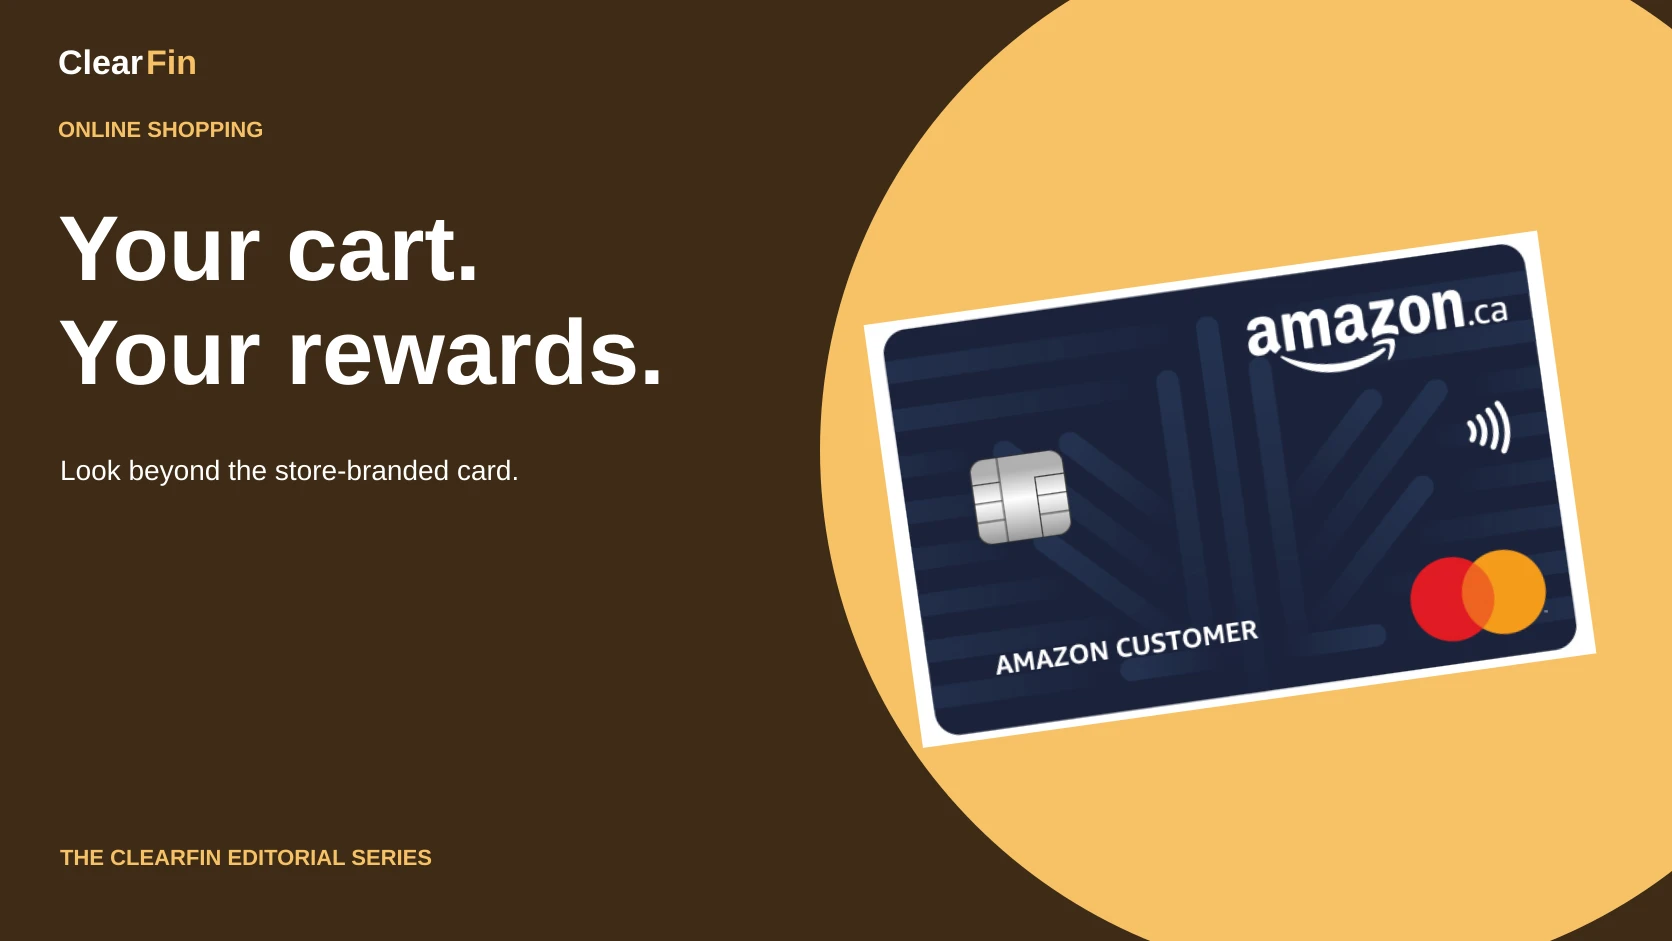 ClearFin
ONLINE SHOPPING
Your cart.
Your rewards.
Look beyond the store-branded card.
amazon.ca
AMAZON CUSTOMER
THE CLEARFIN EDITORIAL SERIES